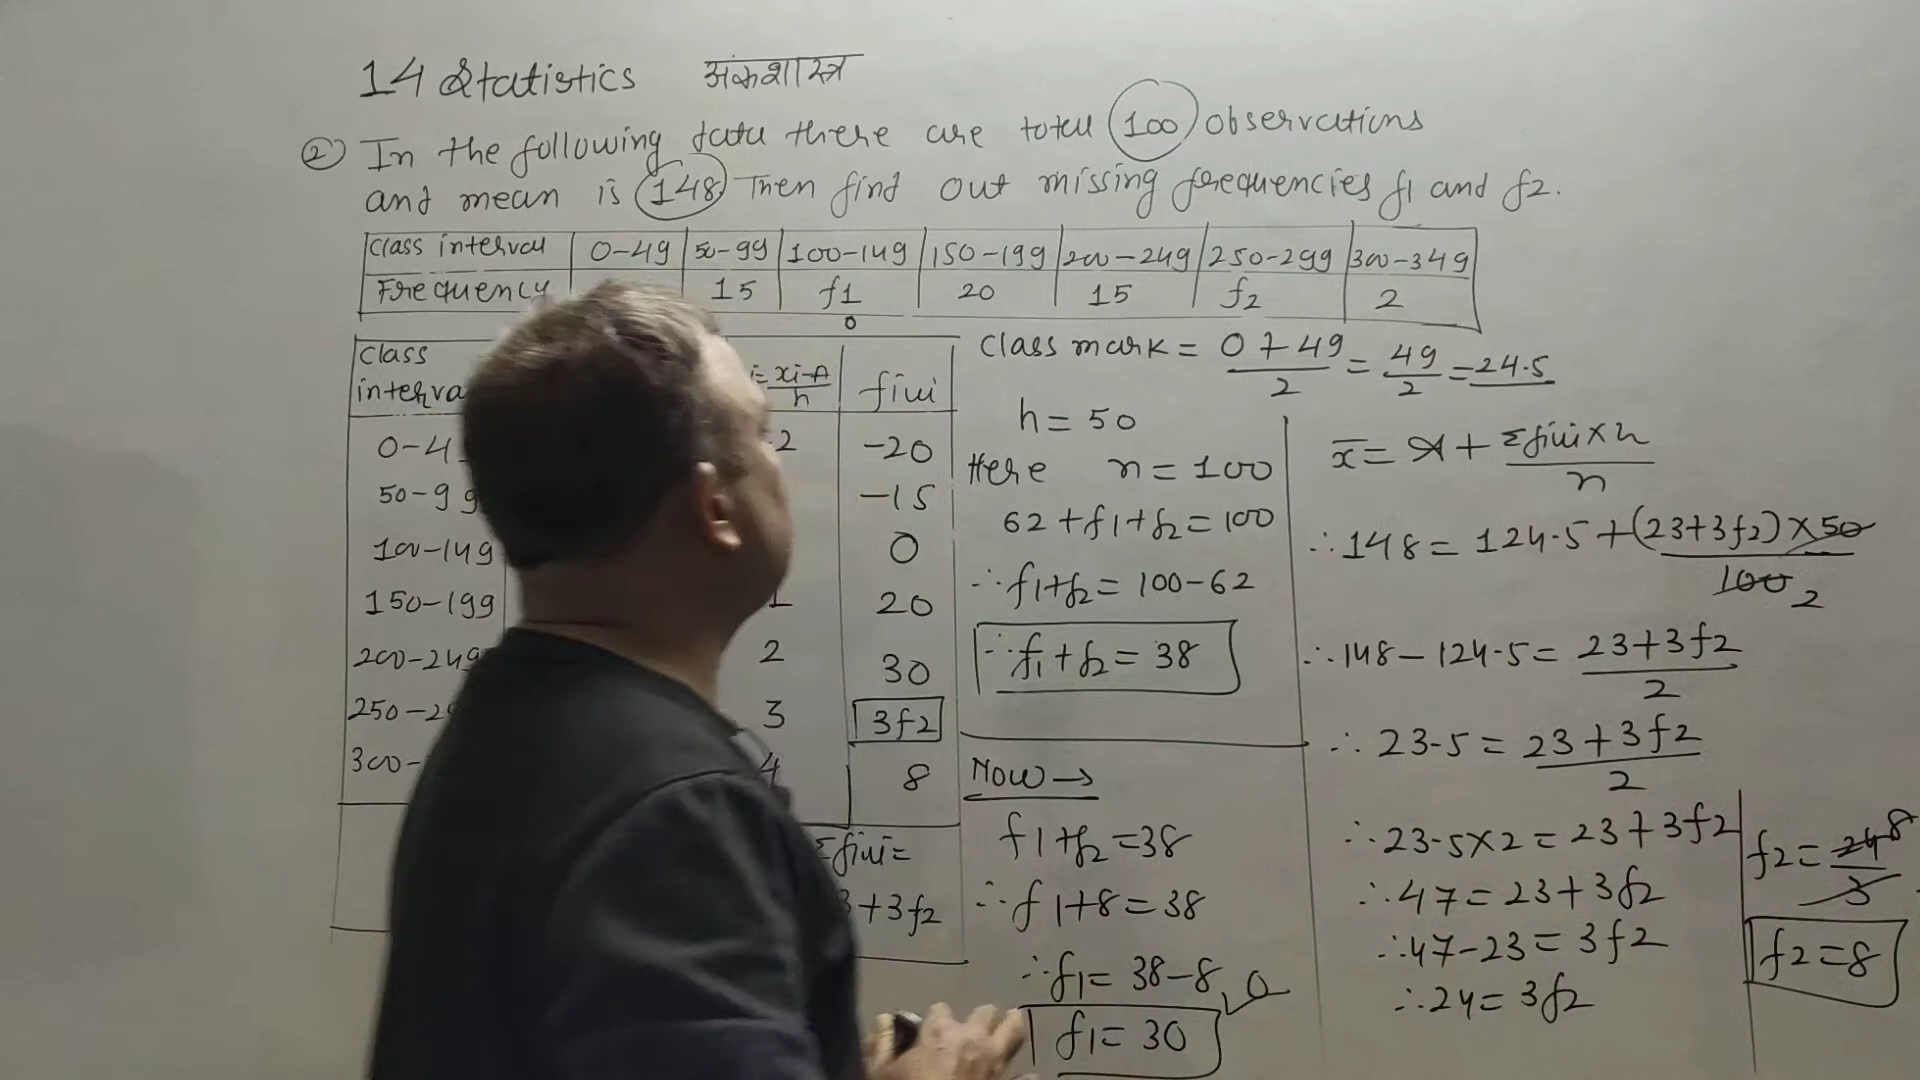 14 Statistics अंकशास्त्र
② In the following data there are total 100 observations
and mean is 148 Then find out missing frequencies f1 and f2.
Class interval 0-49 50-99 100-149 150-199 200-249 250-299 300-349
Frequency 15 f1 20 15 f2 2
0
Class
interva
= xi-A
h
fiui
0-4 2 -20
50-99 -15
100-149 0
150-199 1 20
200-249 2 30
250-2 3 3f2
300- 4 8
Σfiui=
3+3f2
Class mark = 0+49 = 49 = 24.5
2 2
h = 50
Here n = 100
62 + f1 + f2 = 100
∴ f1+f2 = 100-62
∴ f1 + f2 = 38
Now →
f1+f2 = 38
∴ f1+8 = 38
∴ f1 = 38-8
f1 = 30
x̄ = A + Σfiui × h
n
∴ 148 = 124.5 + (23+3f2) × 50
100 2
∴ 148 - 124.5 = 23+3f2
2
∴ 23.5 = 23+3f2
2
∴ 23.5×2 = 23+3f2
∴ 47 = 23+3f2
∴ 47-23 = 3f2
∴ 24 = 3f2
f2 = 24 8
3
f2 = 8